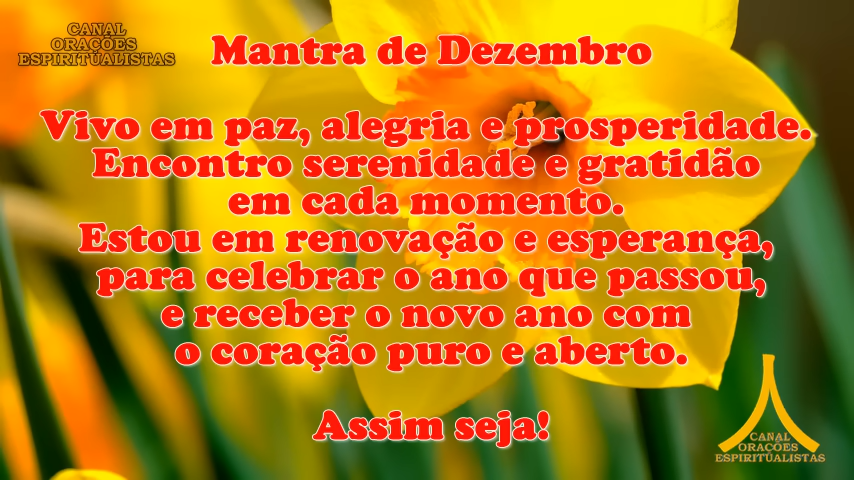 CANAL
ORAÇÕES
ESPIRITUALISTAS
Mantra de Dezembro
Vivo em paz, alegria e prosperidade.
Encontro serenidade e gratidão
em cada momento.
Estou em renovação e esperança,
para celebrar o ano que passou,
e receber o novo ano com
o coração puro e aberto.
Assim seja!
CANAL
ORAÇÕES
ESPIRITUALISTAS